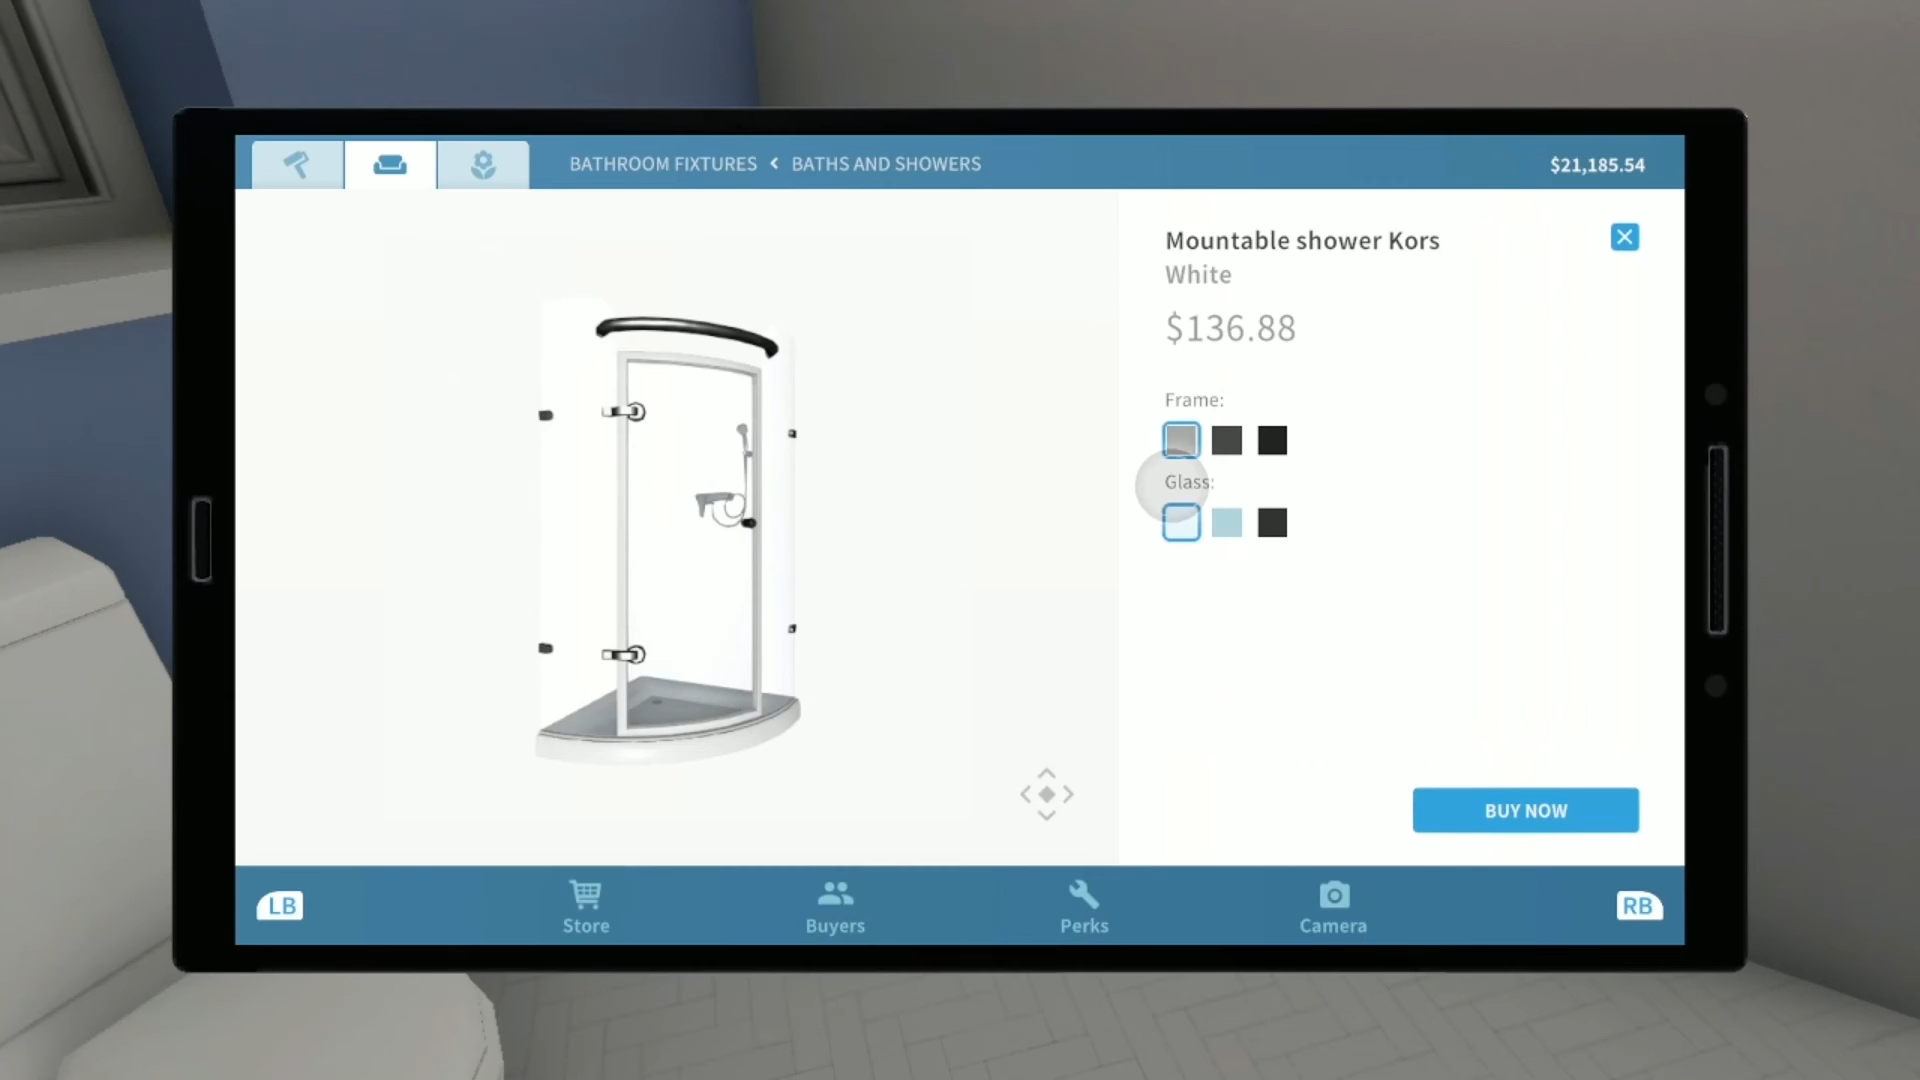 BATHROOM FIXTURES < BATHS AND SHOWERS
$21,185.54
Mountable shower Kors
White
$136.88
Frame:
Glass:
BUY NOW
LB
Store
Buyers
Perks
Camera
RB